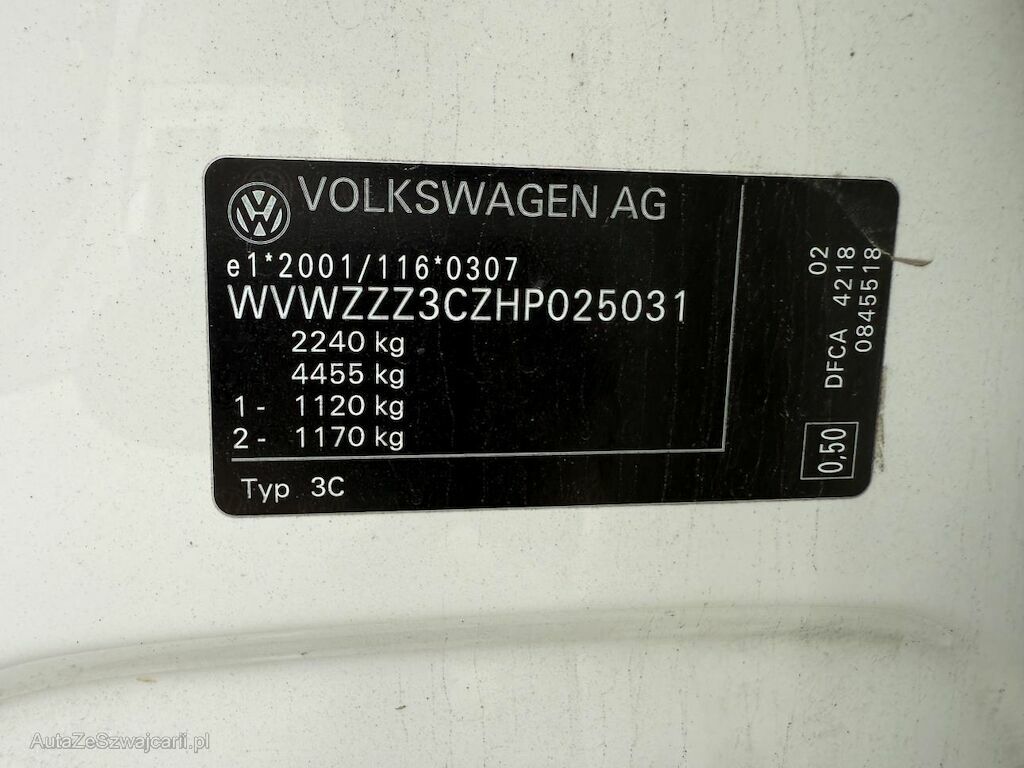 VOLKSWAGEN AG
e1*2001/116*0307
WVWZZZ3CZHP025031
2240 kg
4455 kg
1- 1120 kg
2- 1170 kg
Typ 3C
02
DFCA 4218
0845518
0,50
AutaZeSzwajcarii.pl